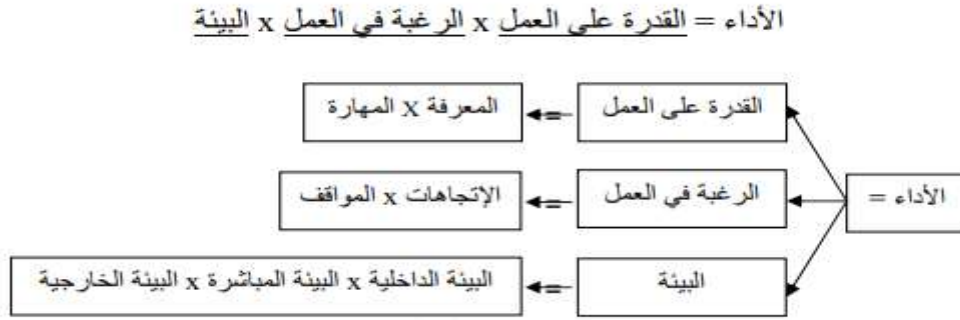 الأداء = القدرة على العمل x الرغبة في العمل x البيئة
القدرة على العمل = المعرفة X المهارة
الأداء =
الرغبة في العمل = الإتجاهات x المواقف
البيئة = البيئة الداخلية x البيئة المباشرة x البيئة الخارجية